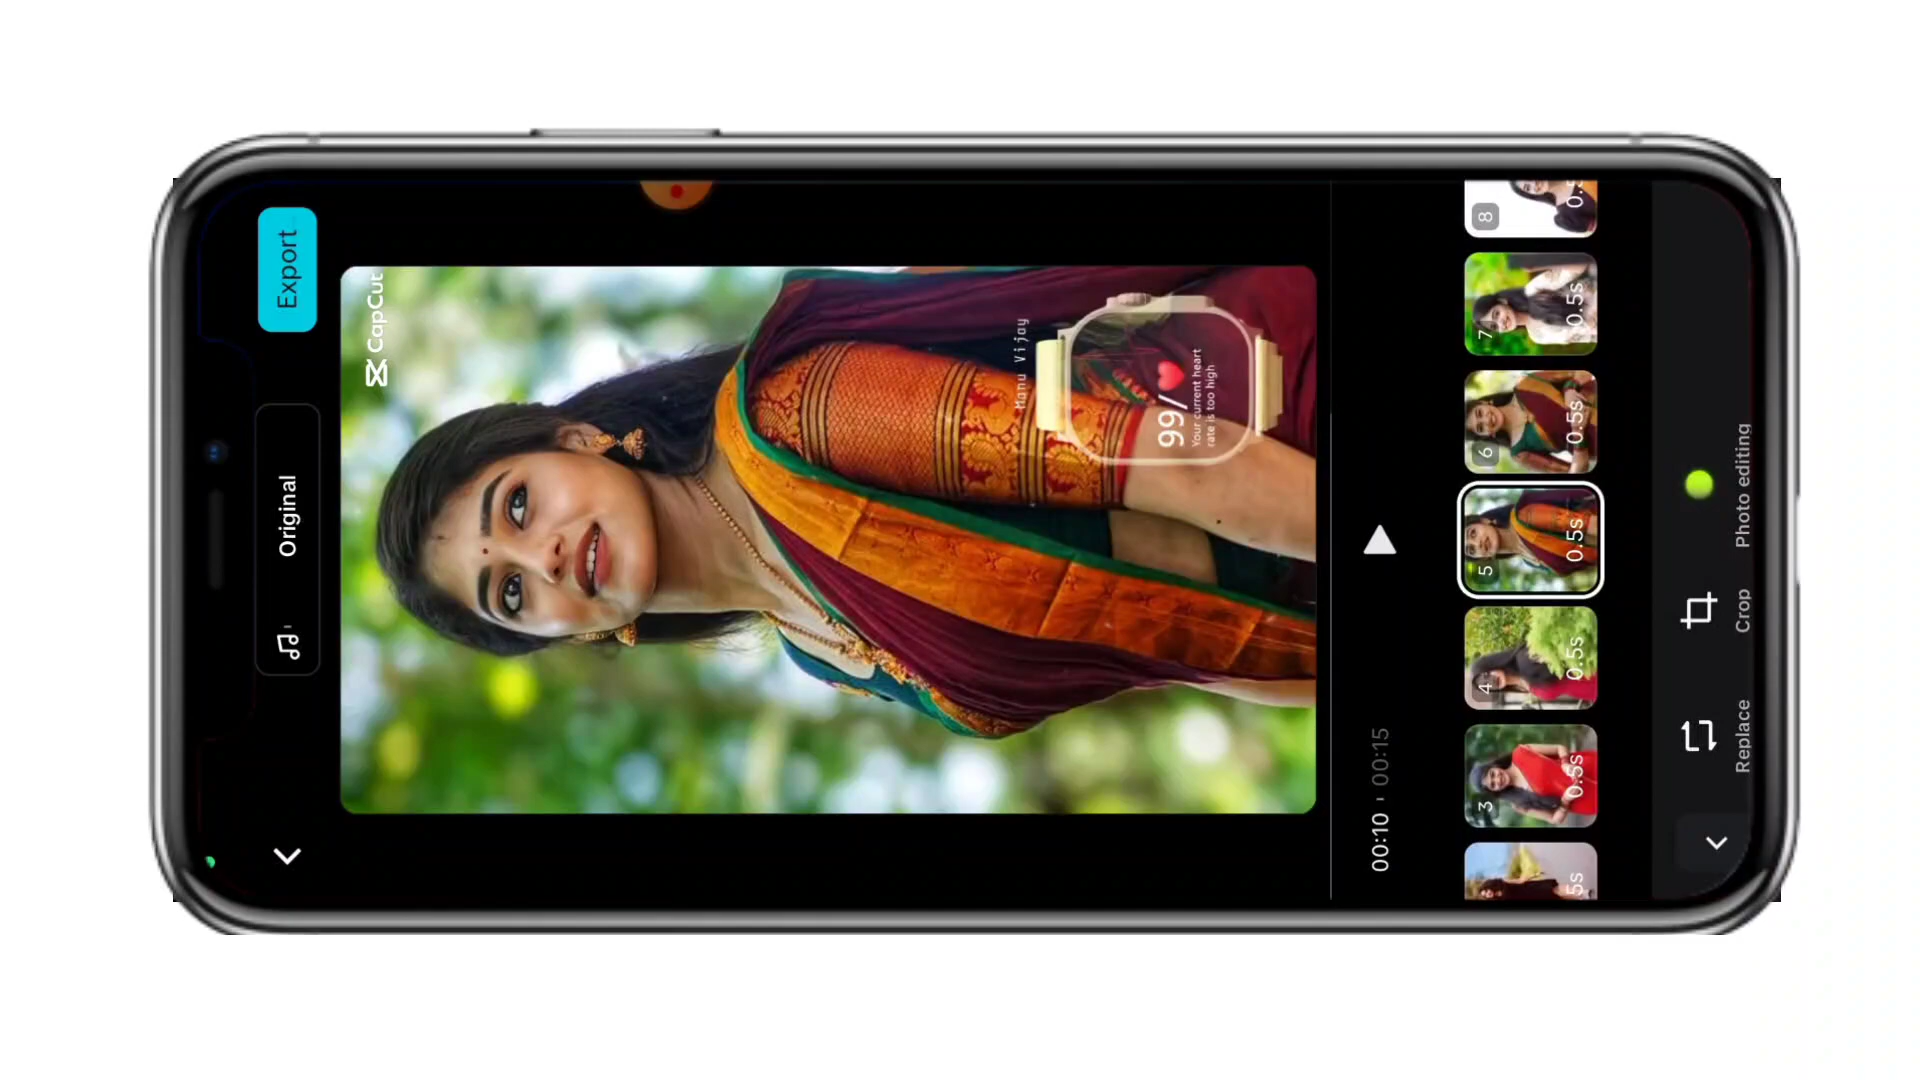 Export
Original
CapCut
Manu Vijay
99/
Your current heart
rate is too high
00:10
00:15
5s
3
0.5s
4
0.5s
5
0.5s
6
0.5s
7
0.5s
8
Replace
Crop
Photo editing